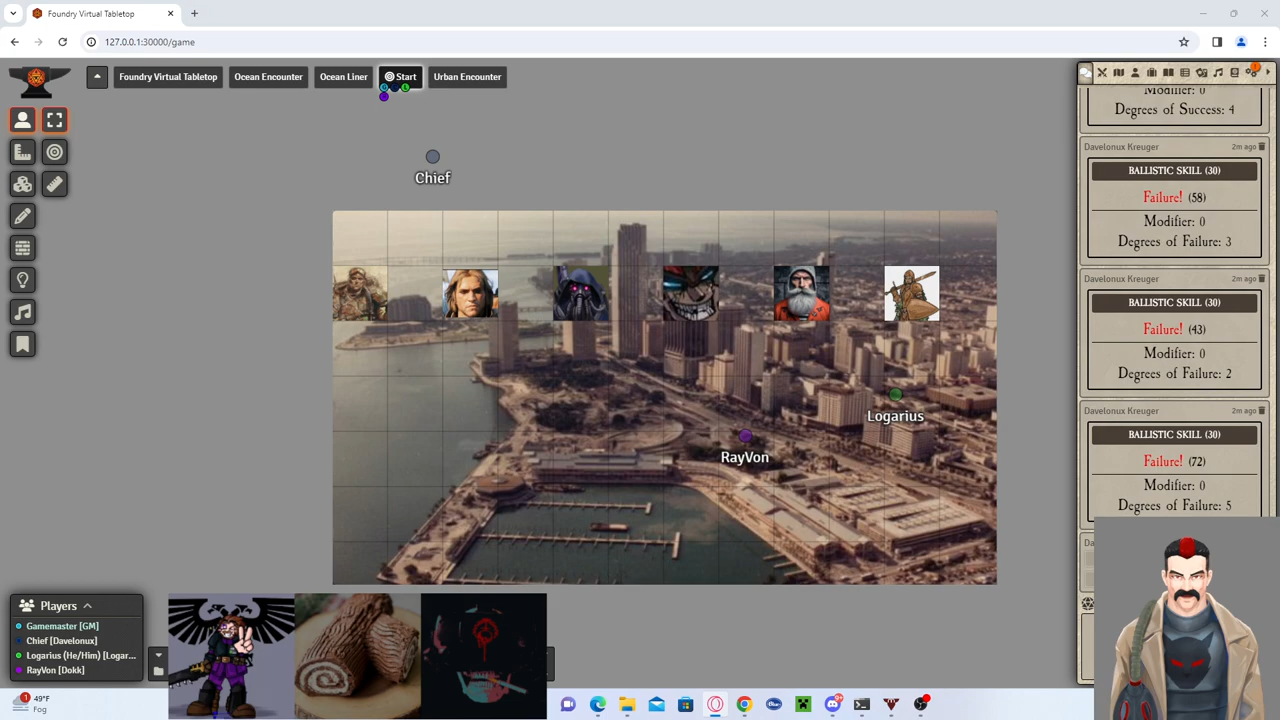 Foundry Virtual Tabletop
127.0.0.1:30000/game
Foundry Virtual Tabletop
Ocean Encounter
Ocean Liner
Start
Urban Encounter
G
L
D
Chief
RayVon
Logarius
Modifier: 0
Degrees of Success: 4
Davelonux Kreuger
2m ago
BALLISTIC SKILL (30)
Failure! (58)
Modifier: 0
Degrees of Failure: 3
Davelonux Kreuger
2m ago
BALLISTIC SKILL (30)
Failure! (43)
Modifier: 0
Degrees of Failure: 2
Davelonux Kreuger
2m ago
BALLISTIC SKILL (30)
Failure! (72)
Modifier: 0
Degrees of Failure: 5
Da
Players
Gamemaster [GM]
Chief [Davelonux]
Logarius (He/Him) [Logar...
RayVon [Dokk]
1
49°F
Fog